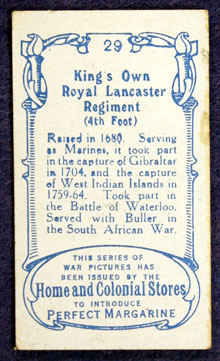 29
King's Own
Royal Lancaster
Regiment
(4th Foot)
Raised in 1680. Serving
as Marines, it took part
in the capture of Gibraltar
in 1704, and the capture
of West Indian Islands in
1759-64. Took part in
the Battle of Waterloo.
Served with Buller in
the South African War.
THIS SERIES OF
WAR PICTURES HAS
BEEN ISSUED BY THE
Home and Colonial Stores
TO INTRODUCE
PERFECT MARGARINE